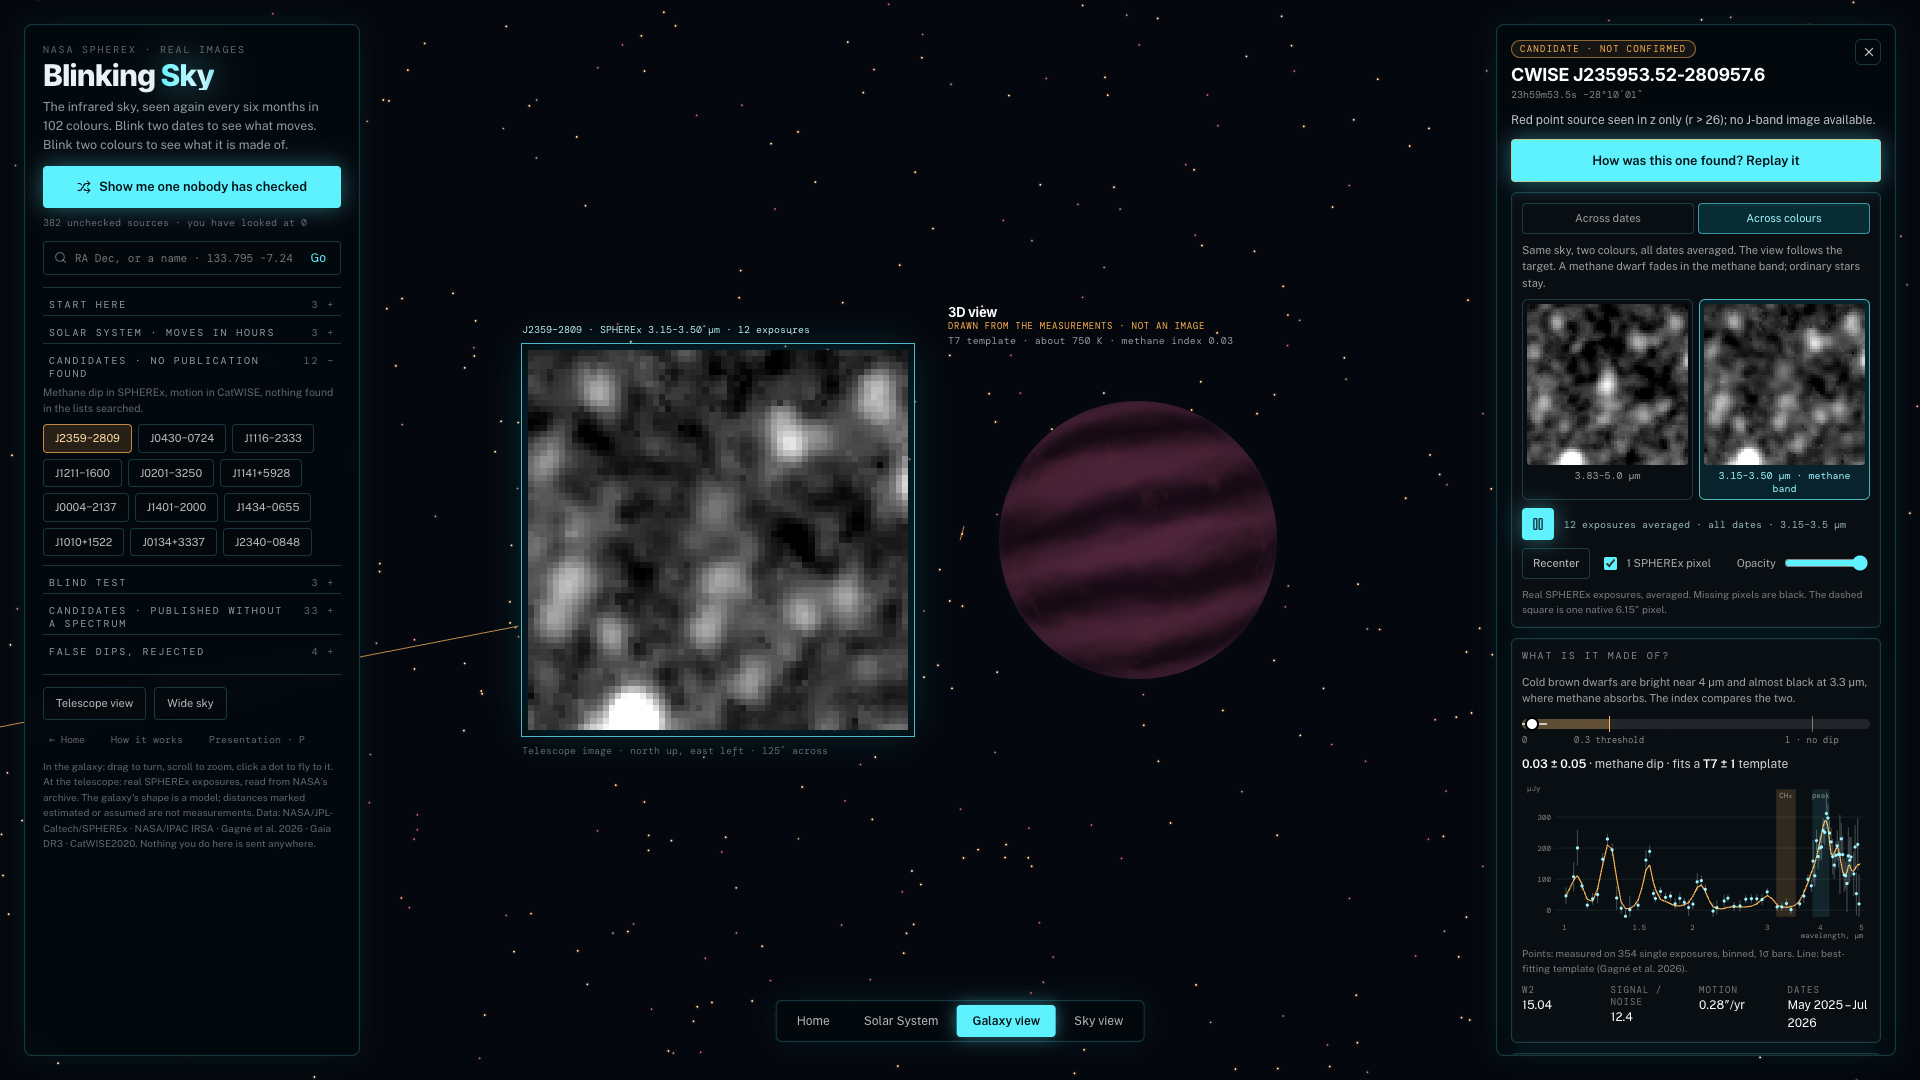 NASA SPHEREX · REAL IMAGES
Blinking Sky
The infrared sky, seen again every six months in
102 colours. Blink two dates to see what moves.
Blink two colours to see what it is made of.
Show me one nobody has checked
382 unchecked sources · you have looked at 0
RA Dec, or a name · 133.795 -7.24
Go
START HERE 3 +
SOLAR SYSTEM · MOVES IN HOURS 3 +
CANDIDATES · NO PUBLICATION FOUND 12 −
Methane dip in SPHEREx, motion in CatWISE, nothing found
in the lists searched.
J2359−2809 J0430−0724 J1116−2333
J1211−1600 J0201−3250 J1141+5928
J0004−2137 J1401−2000 J1434−0655
J1010+1522 J0134+3337 J2340−0848
BLIND TEST 3 +
CANDIDATES · PUBLISHED WITHOUT A SPECTRUM 33 +
FALSE DIPS, REJECTED 4 +
Telescope view Wide sky
← Home How it works Presentation · P
In the galaxy: drag to turn, scroll to zoom, click a dot to fly to it.
At the telescope: real SPHEREx exposures, read from NASA's
archive. The galaxy's shape is a model; distances marked
estimated or assumed are not measurements. Data: NASA/JPL-
Caltech/SPHEREx · NASA/IPAC IRSA · Gagné et al. 2026 · Gaia
DR3 · CatWISE2020. Nothing you do here is sent anywhere.
J2359−2809 · SPHEREx 3.15–3.50 µm · 12 exposures
Telescope image · north up, east left · 125″ across
3D view
DRAWN FROM THE MEASUREMENTS · NOT AN IMAGE
T7 template · about 750 K · methane index 0.03
Home Solar System Galaxy view Sky view
CANDIDATE · NOT CONFIRMED
CWISE J235953.52-280957.6
23h59m53.5s −28°10′01″
Red point source seen in z only (r > 26); no J-band image available.
How was this one found? Replay it
Across dates Across colours
Same sky, two colours, all dates averaged. The view follows the
target. A methane dwarf fades in the methane band; ordinary stars
stay.
3.83–5.0 µm
3.15–3.50 µm · methane
band
12 exposures averaged · all dates · 3.15–3.5 µm
Recenter 1 SPHEREx pixel Opacity
Real SPHEREx exposures, averaged. Missing pixels are black. The dashed
square is one native 6.15″ pixel.
WHAT IS IT MADE OF?
Cold brown dwarfs are bright near 4 µm and almost black at 3.3 µm,
where methane absorbs. The index compares the two.
0 0.3 threshold 1 · no dip
0.03 ± 0.05 · methane dip · fits a T7 ± 1 template
µJy
CH₄ peak
300
200
100
0
1 1.5 2 3 4 5
wavelength, µm
Points: measured on 354 single exposures, binned, 1σ bars. Line: best-
fitting template (Gagné et al. 2026).
W2
15.04
SIGNAL /
NOISE
12.4
MOTION
0.28″/yr
DATES
May 2025 – Jul
2026